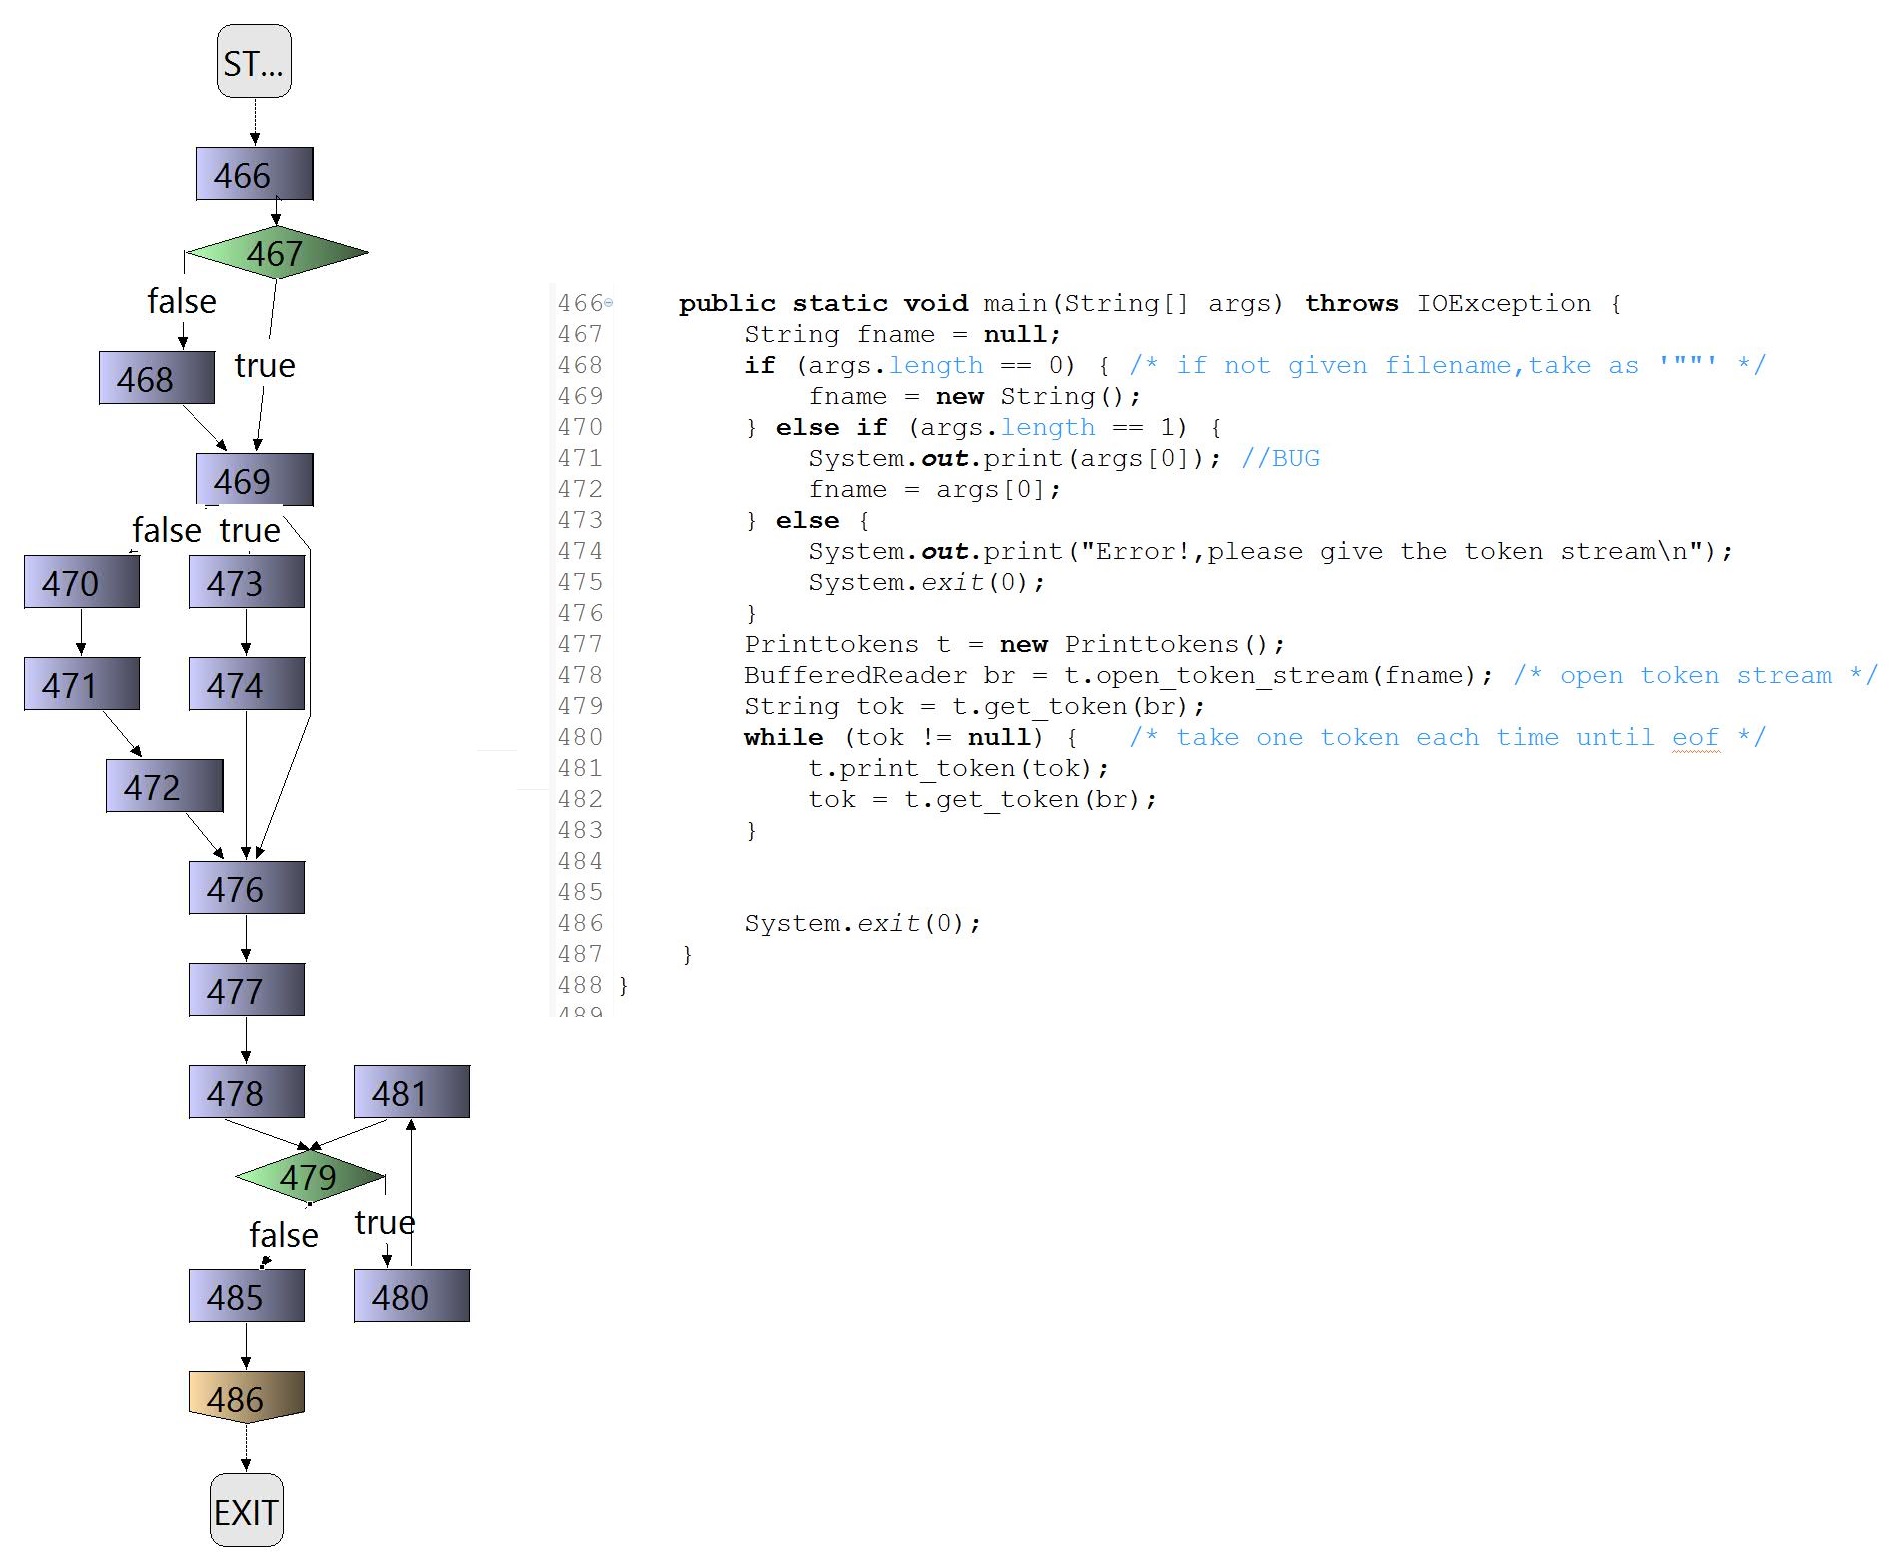 ST...
466
467
false
true
468
469
false true
470
473
471
474
472
476
477
478
481
479
false
true
485
480
486
EXIT
466 public static void main(String[] args) throws IOException {
467 String fname = null;
468 if (args.length == 0) { /* if not given filename,take as '""' */
469 fname = new String();
470 } else if (args.length == 1) {
471 System.out.print(args[0]); //BUG
472 fname = args[0];
473 } else {
474 System.out.print("Error!,please give the token stream\n");
475 System.exit(0);
476 }
477 Printtokens t = new Printtokens();
478 BufferedReader br = t.open_token_stream(fname); /* open token stream */
479 String tok = t.get_token(br);
480 while (tok != null) { /* take one token each time until eof */
481 t.print_token(tok);
482 tok = t.get_token(br);
483 }
484
485
486 System.exit(0);
487 }
488 }
489